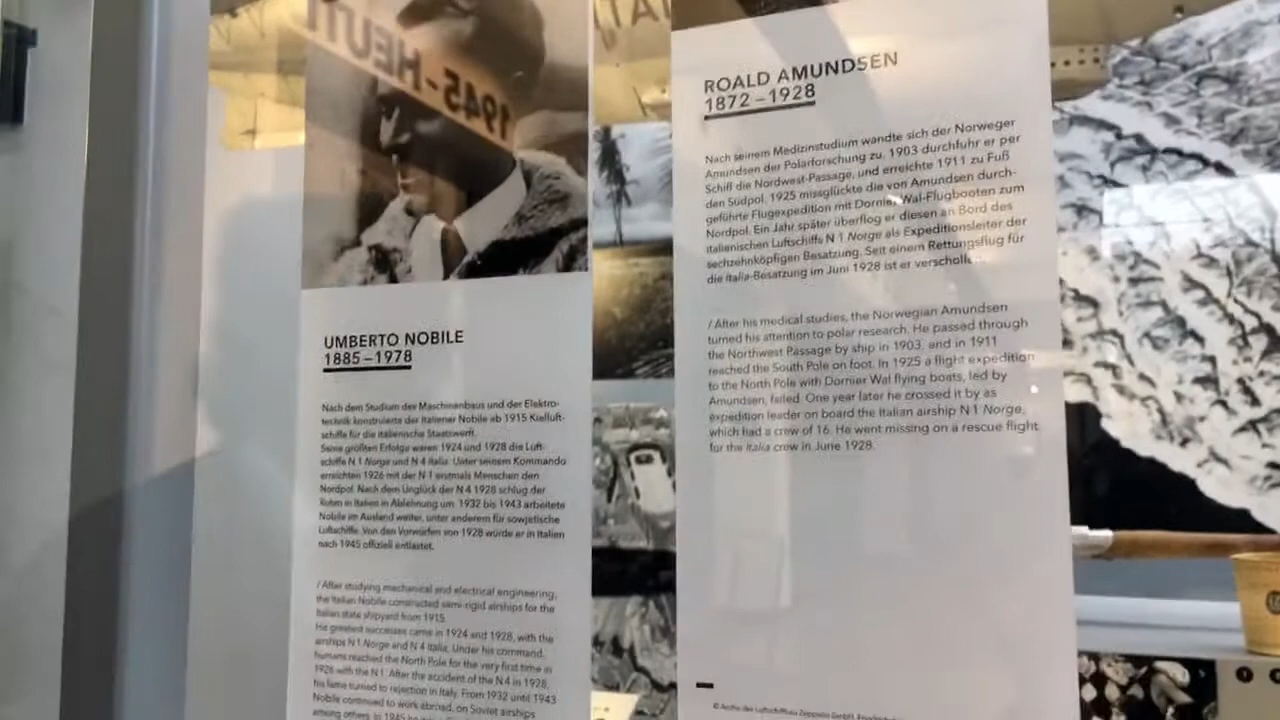 1945-HEUTE
UMBERTO NOBILE
1885–1978
Nach dem Studium des Maschinenbaus und der Elektro-
technik konstruierte der Italiener Nobile ab 1915 Kielluft-
schiffe für die italienische Staatswerft.
Seine größten Erfolge waren 1924 und 1928 die Luft-
schiffe N 1 Norge und N 4 Italia. Unter seinem Kommando
erreichten 1926 mit der N 1 erstmals Menschen den
Nordpol. Nach dem Unglück der N 4 1928 schlug der
Ruhm in Italien in Ablehnung um. 1932 bis 1943 arbeitete
Nobile im Ausland weiter, unter anderem für sowjetische
Luftschiffe. Von den Vorwürfen von 1928 wurde er in Italien
nach 1945 offiziell entlastet.
/ After studying mechanical and electrical engineering,
the Italian Nobile constructed semi-rigid airships for the
Italian state shipyard from 1915.
His greatest successes came in 1924 and 1928, with the
airships N 1 Norge and N 4 Italia. Under his command,
humans reached the North Pole for the very first time in
1926 with the N 1. After the accident of the N 4 in 1928,
his fame turned to rejection in Italy. From 1932 until 1943
Nobile continued to work abroad, on Soviet airships
among others. In 1945 he was
ROALD AMUNDSEN
1872–1928
Nach seinem Medizinstudium wandte sich der Norweger
Amundsen der Polarforschung zu. 1903 durchfuhr er per
Schiff die Nordwest-Passage, und erreichte 1911 zu Fuß
den Südpol. 1925 missglückte die von Amundsen durch-
geführte Flugexpedition mit Dornier Wal-Flugbooten zum
Nordpol. Ein Jahr später überflog er diesen an Bord des
italienischen Luftschiffs N 1 Norge als Expeditionsleiter der
sechzehnköpfigen Besatzung. Seit einem Rettungsflug für
die Italia-Besatzung im Juni 1928 ist er verschollen.
/ After his medical studies, the Norwegian Amundsen
turned his attention to polar research. He passed through
the Northwest Passage by ship in 1903, and in 1911
reached the South Pole on foot. In 1925 a flight expedition
to the North Pole with Dornier Wal flying boats, led by
Amundsen, failed. One year later he crossed it by as
expedition leader on board the Italian airship N 1 Norge,
which had a crew of 16. He went missing on a rescue flight
for the Italia crew in June 1928.
© Archiv der Luftschiffbau Zeppelin GmbH,